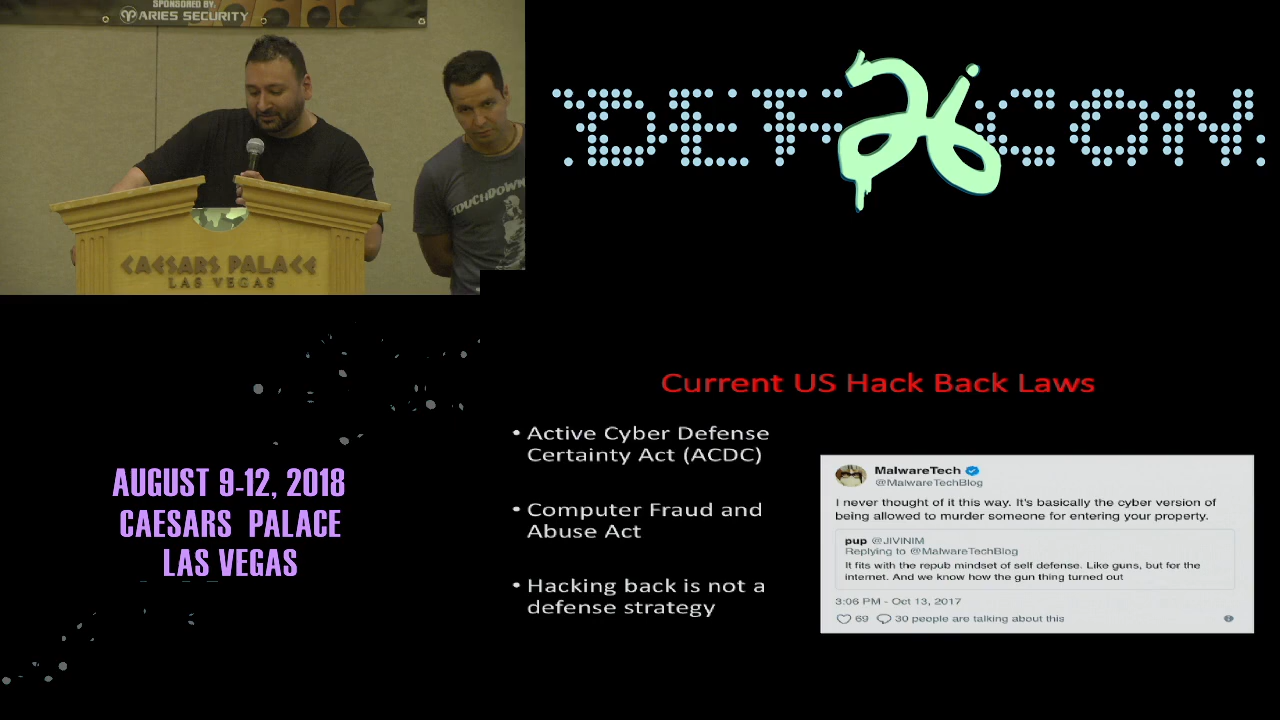 SPONSORED BY:
ARIES SECURITY
TOUCHDOWN
CAESARS PALACE
LAS VEGAS
DEF CON
26
AUGUST 9-12, 2018
CAESARS PALACE
LAS VEGAS
Current US Hack Back Laws
• Active Cyber Defense
Certainty Act (ACDC)
• Computer Fraud and
Abuse Act
• Hacking back is not a
defense strategy
MalwareTech
@MalwareTechBlog
I never thought of it this way. It's basically the cyber version of
being allowed to murder someone for entering your property.
pup @JIVINIM
Replying to @MalwareTechBlog
It fits with the repub mindset of self defense. Like guns, but for the
internet. And we know how the gun thing turned out
3:06 PM - Oct 13, 2017
69 30 people are talking about this